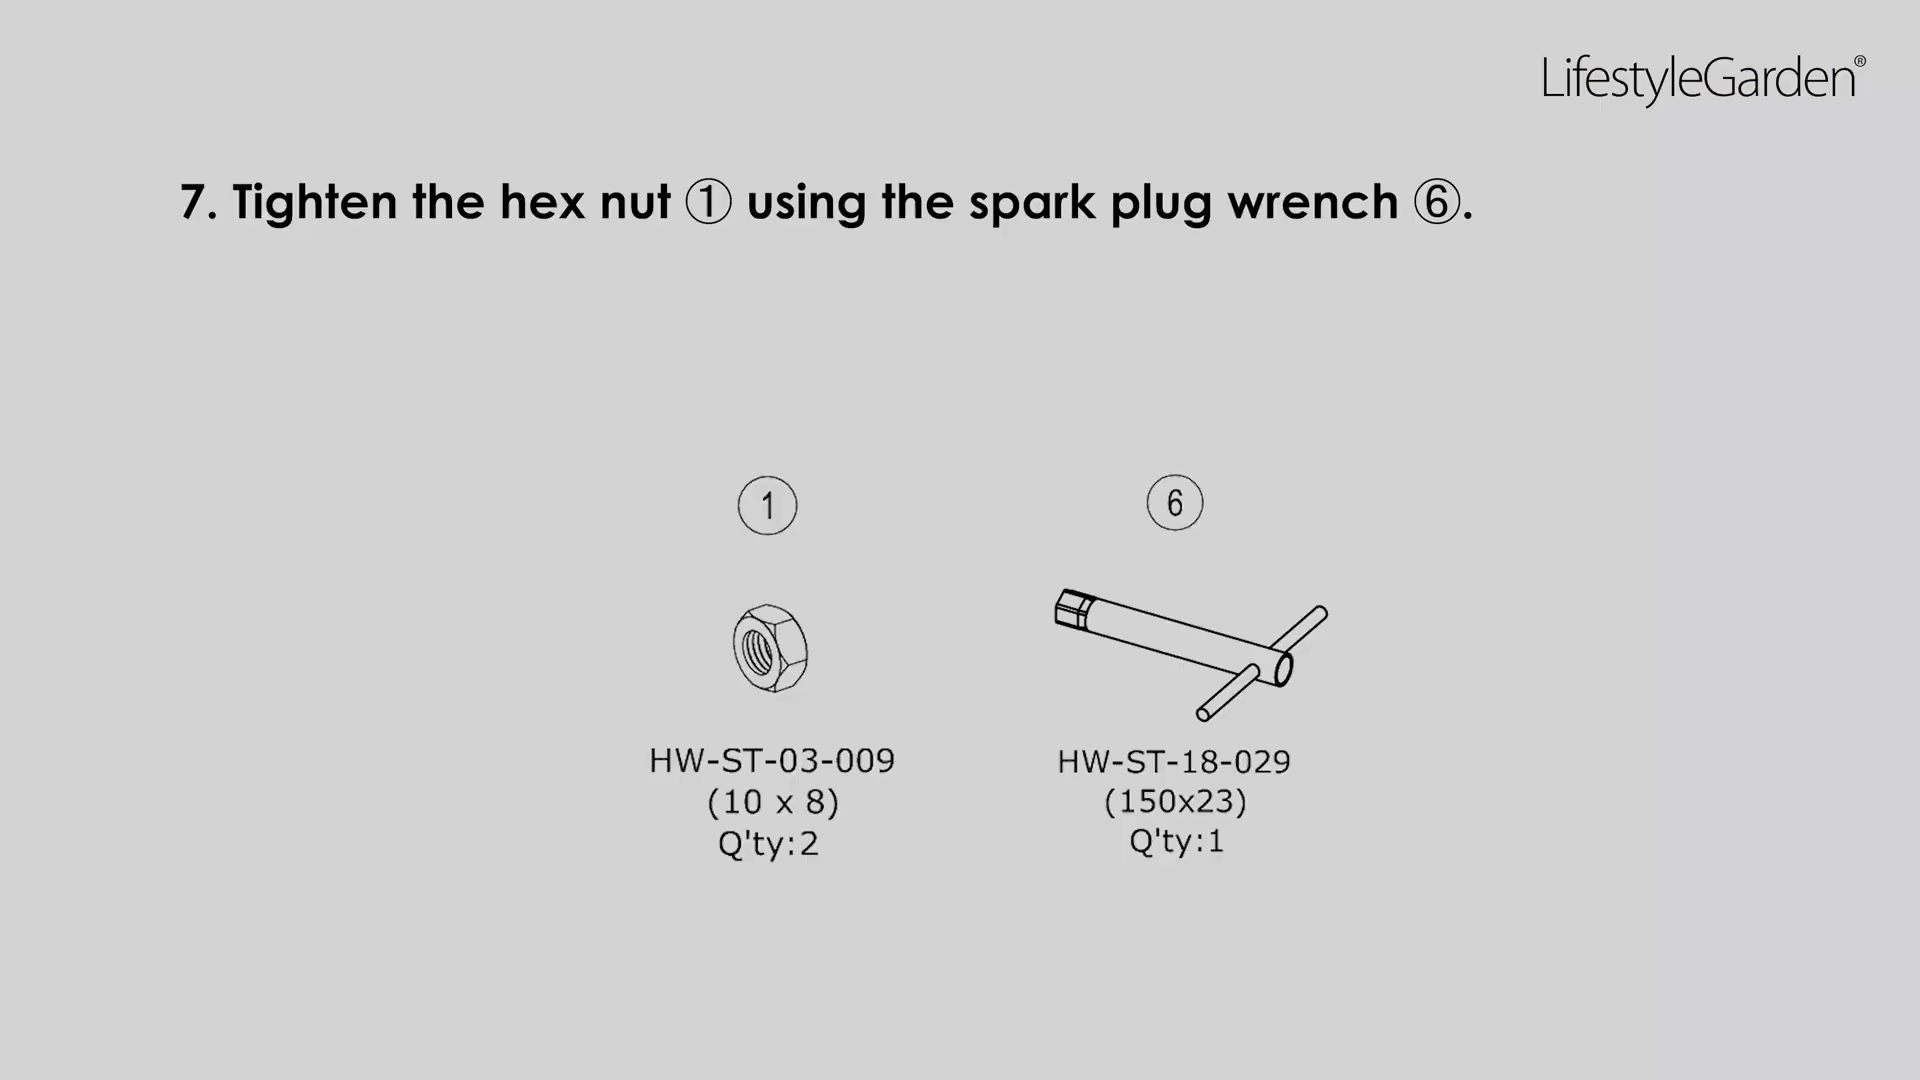 LifestyleGarden®
7. Tighten the hex nut ① using the spark plug wrench ⑥.
1
6
HW-ST-03-009
(10 x 8)
Q'ty:2
HW-ST-18-029
(150x23)
Q'ty:1